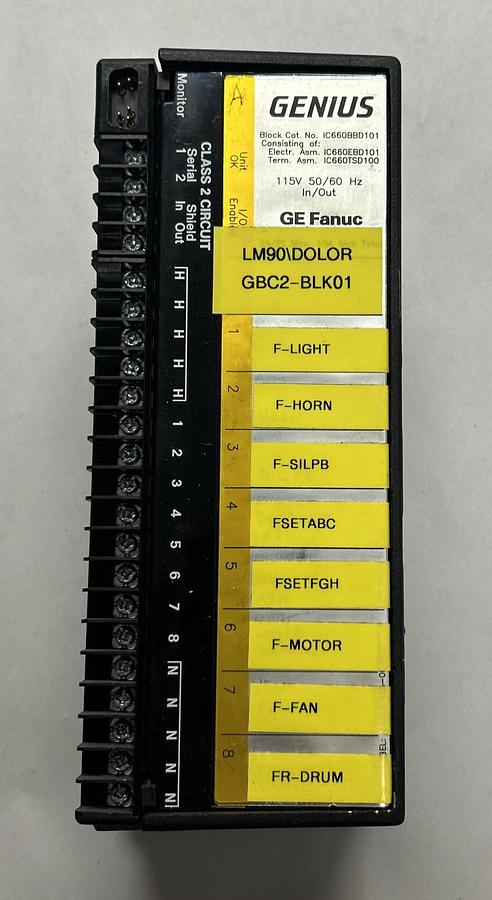 Monitor
CLASS 2 CIRCUIT
Serial Shield
1 2 In Out
H
H
H
H
H
1
2
3
4
5
6
7
8
N
N
N
N
N
A
Unit
OK
I/O
GENIUS
Block Cat. No. IC660BBD101
Consisting of:
Electr. Asm. IC660EBD101
Term. Asm. IC660TSD100
115V 50/60 Hz
In/Out
GE Fanuc
LM90\DOLOR
GBC2-BLK01
1
F-LIGHT
2
F-HORN
3
F-SILPB
4
FSETABC
5
FSETFGH
6
F-MOTOR
7
F-FAN
8
FR-DRUM